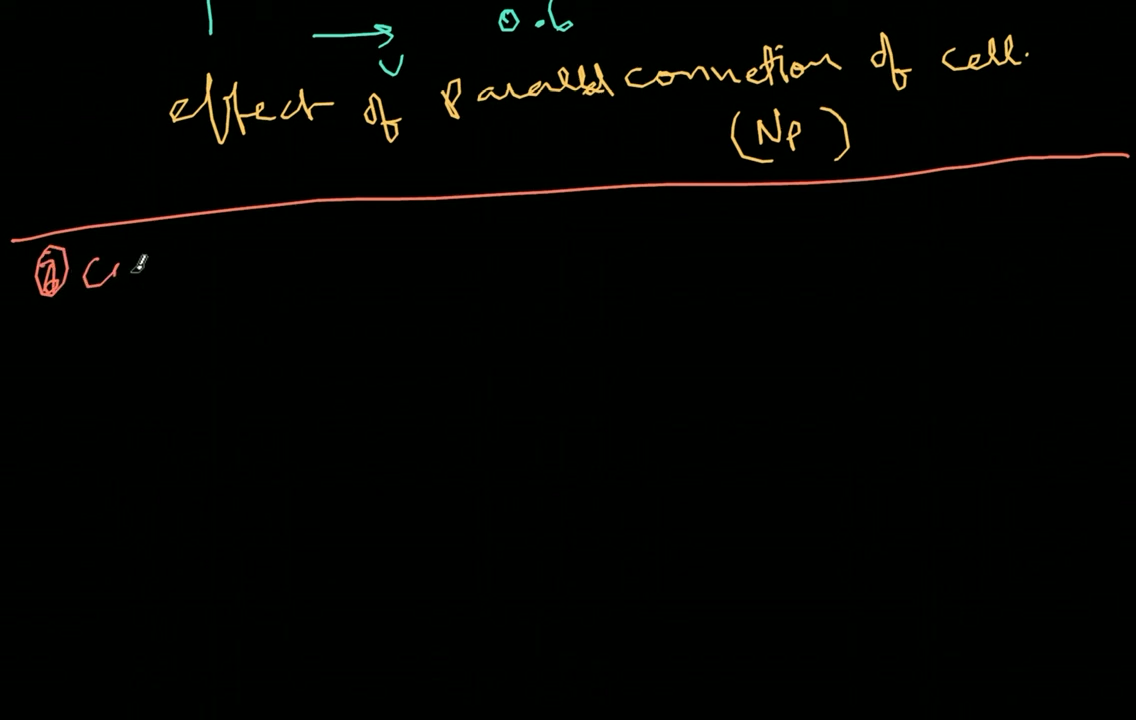 0.6
V
effect of parallel connection of cell.
(Np)